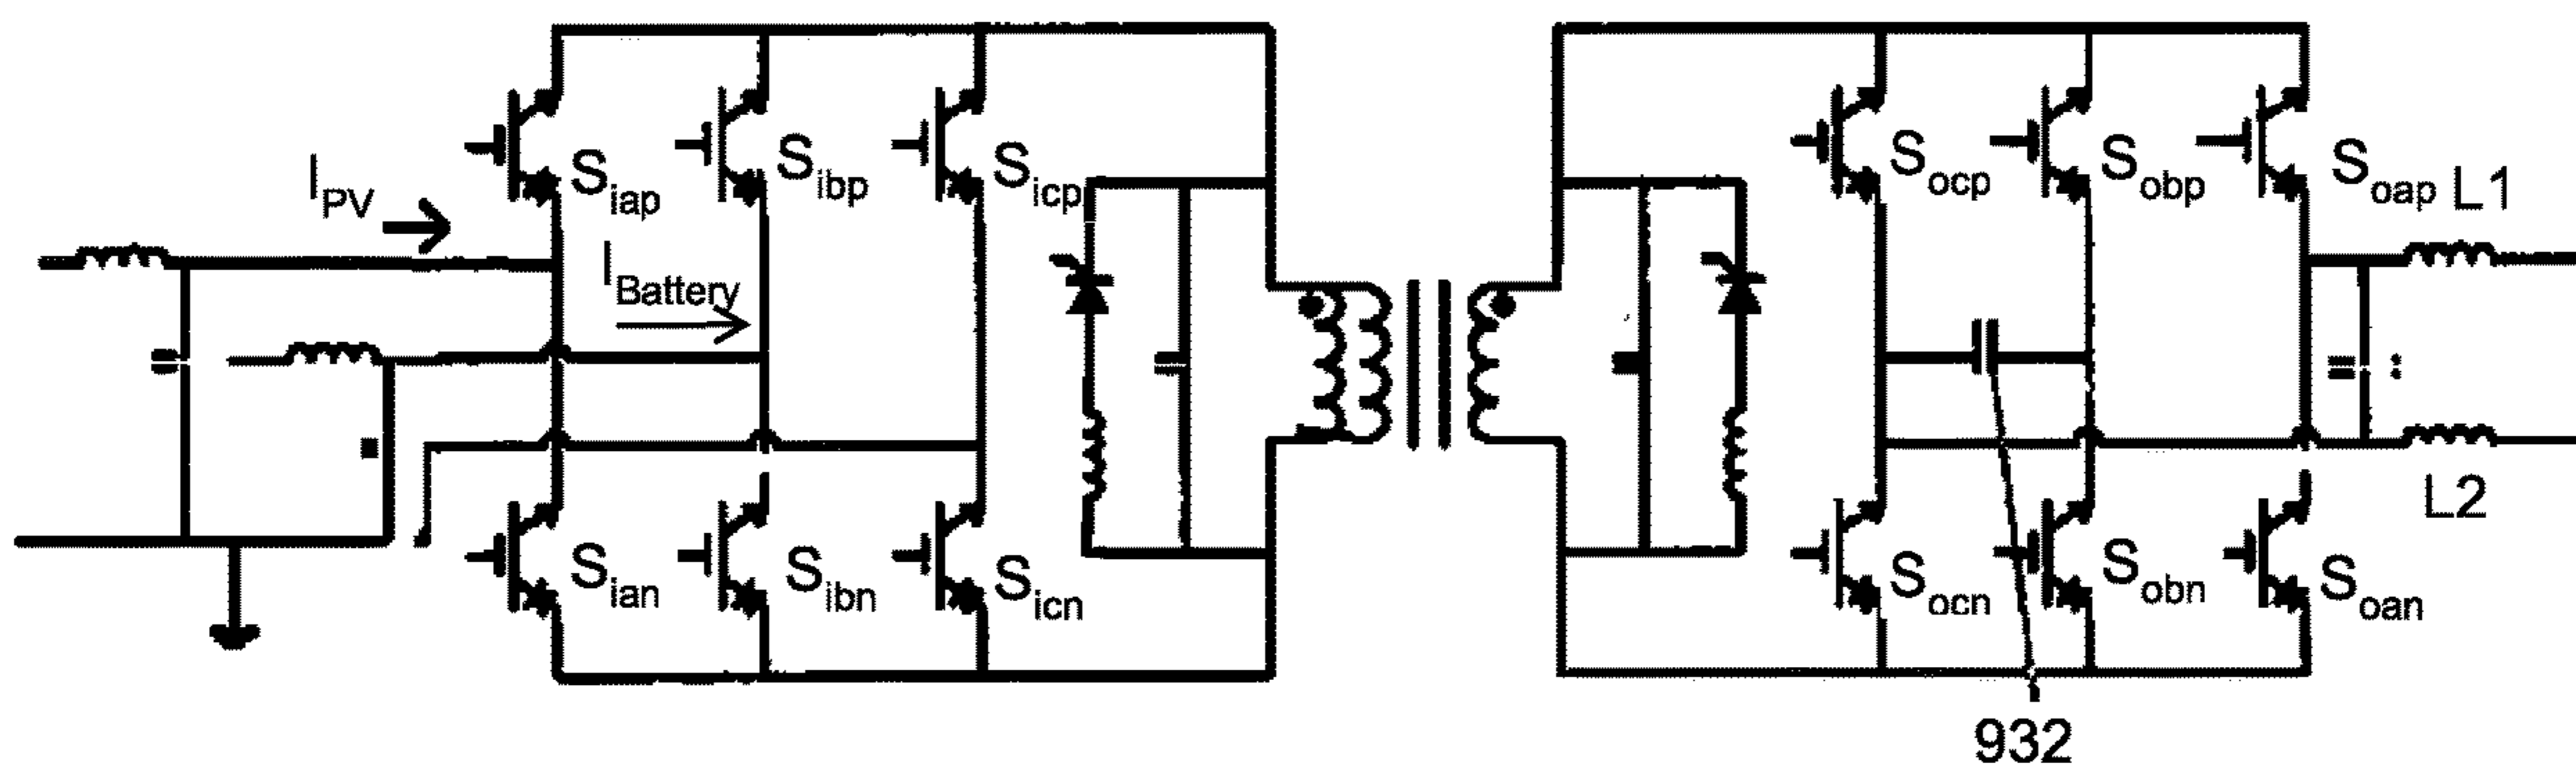 I_PV
I_Battery
S_iap
S_ibp
S_icp
S_ian
S_ibn
S_icn
S_ocp
S_obp
S_oap
L1
L2
S_ocn
S_obn
S_oan
932